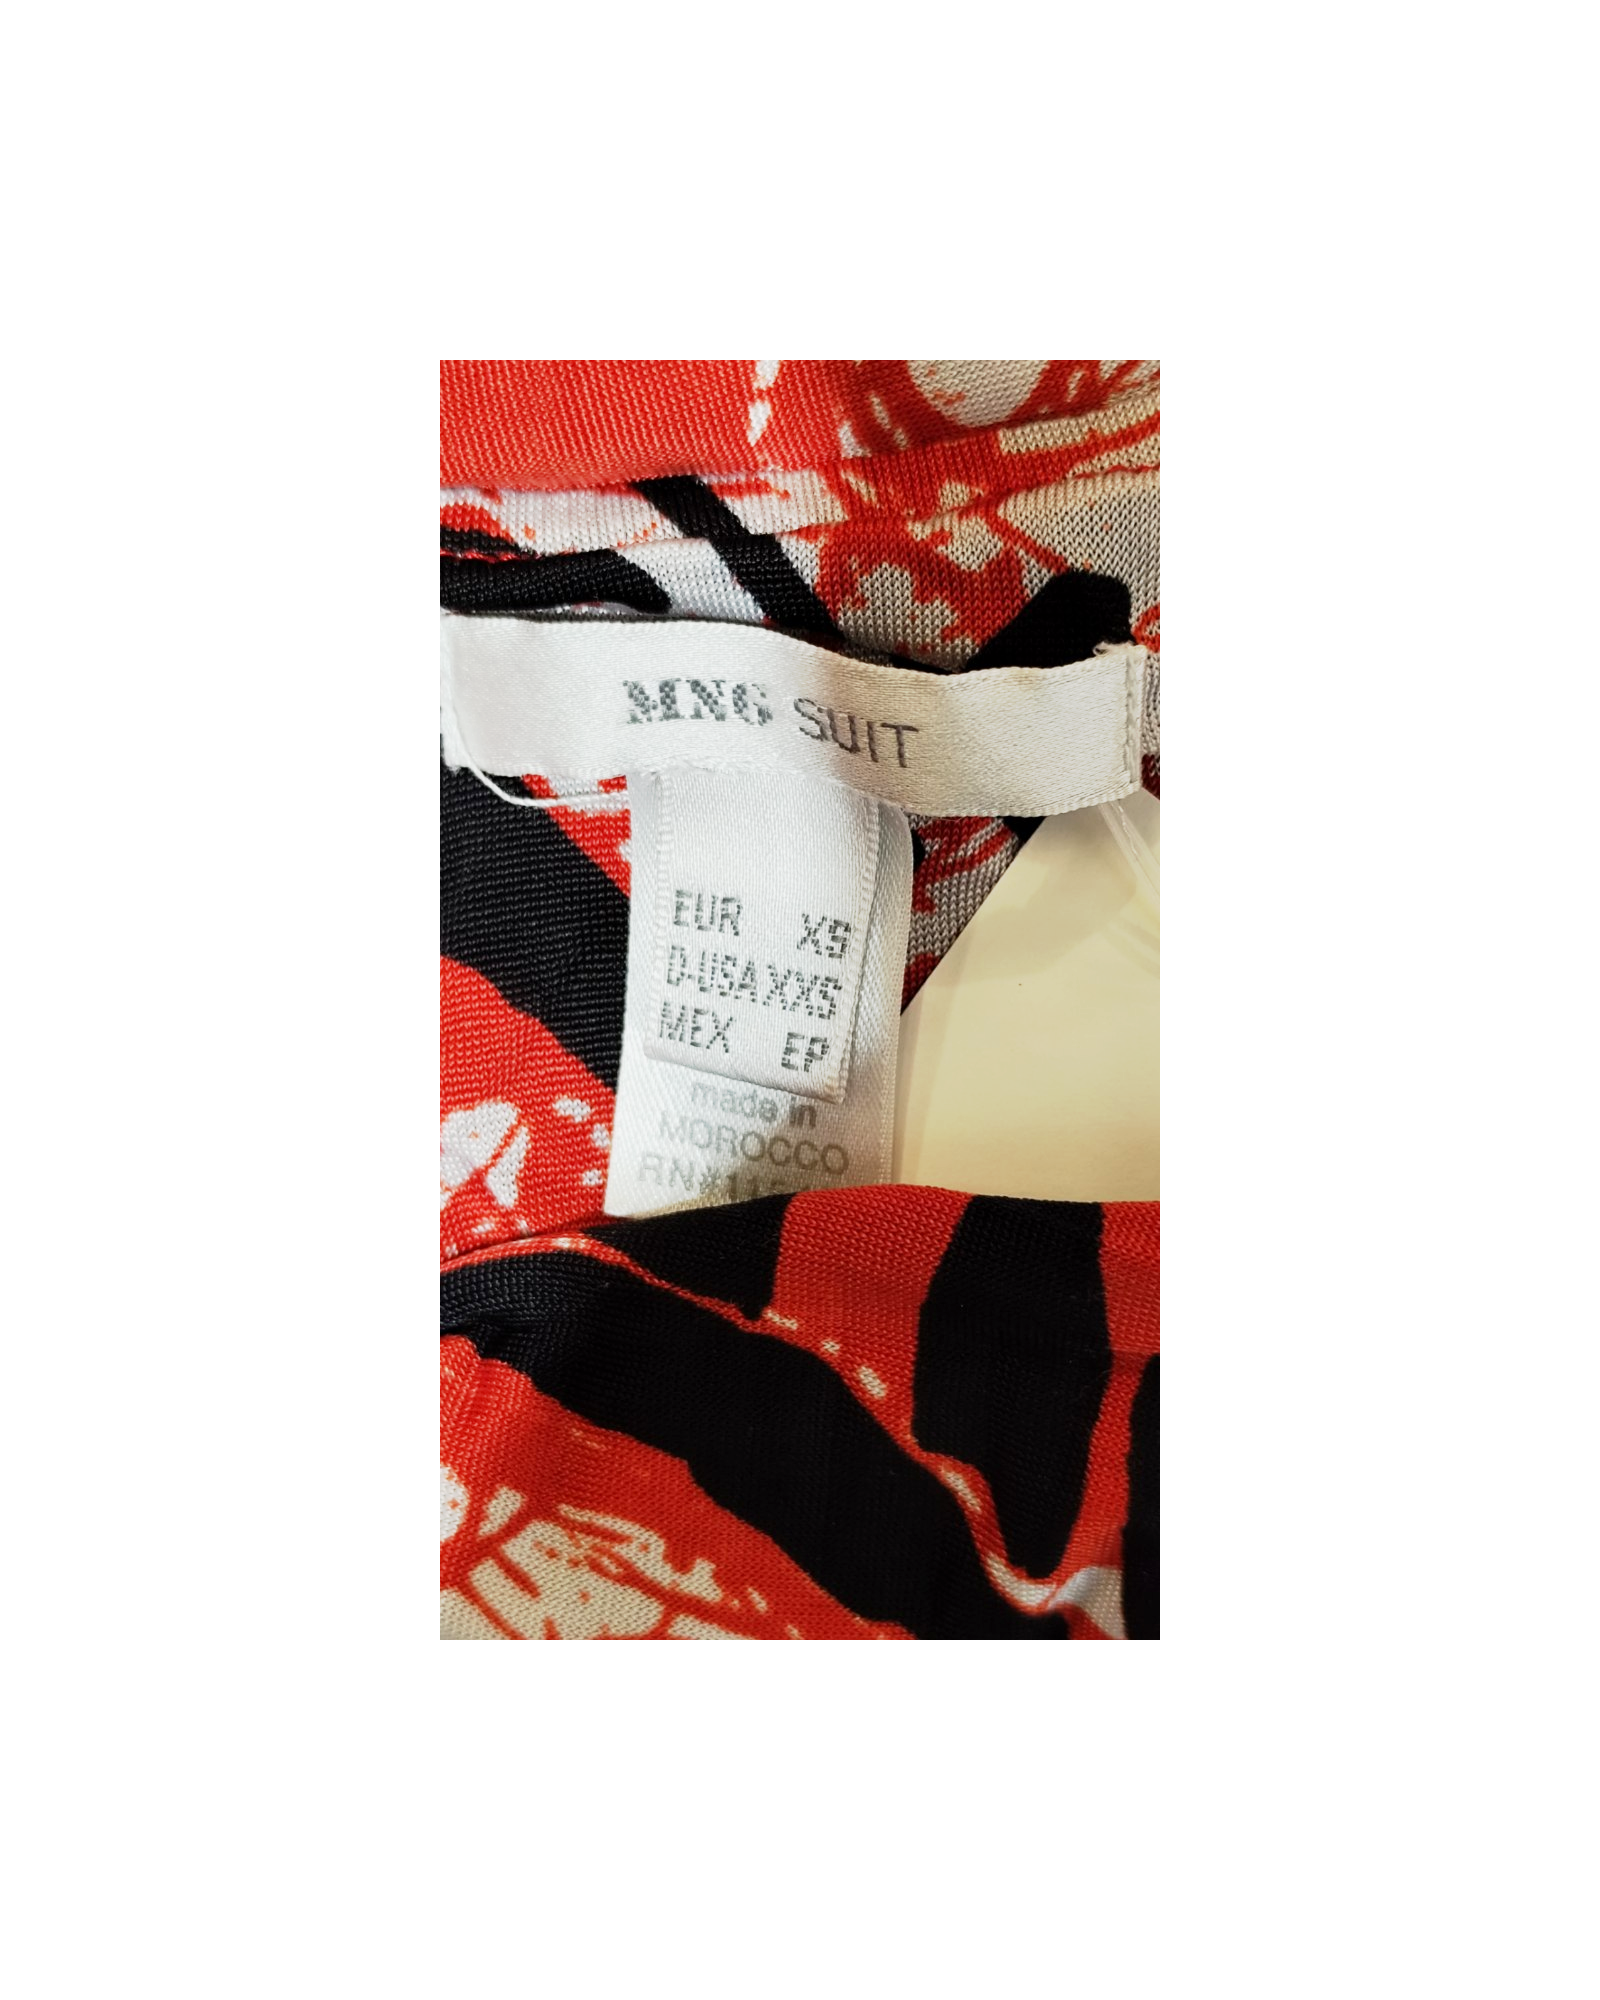 MNG SUIT
EUR XS
D-USA XXS
MEX EP
made in
MOROCCO